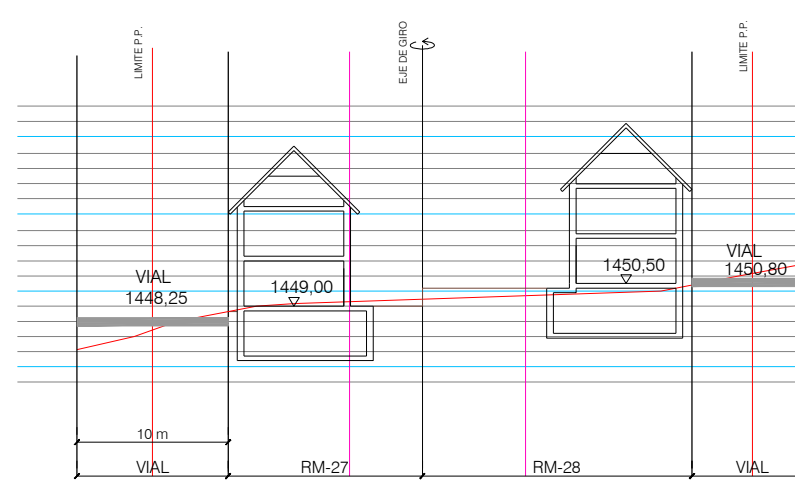 LIMITE P.P.
EJE DE GIRO
LIMITE P.P.
VIAL
1448,25
1449,00
1450,50
VIAL
1450,80
10 m
VIAL
RM-27
RM-28
VIAL